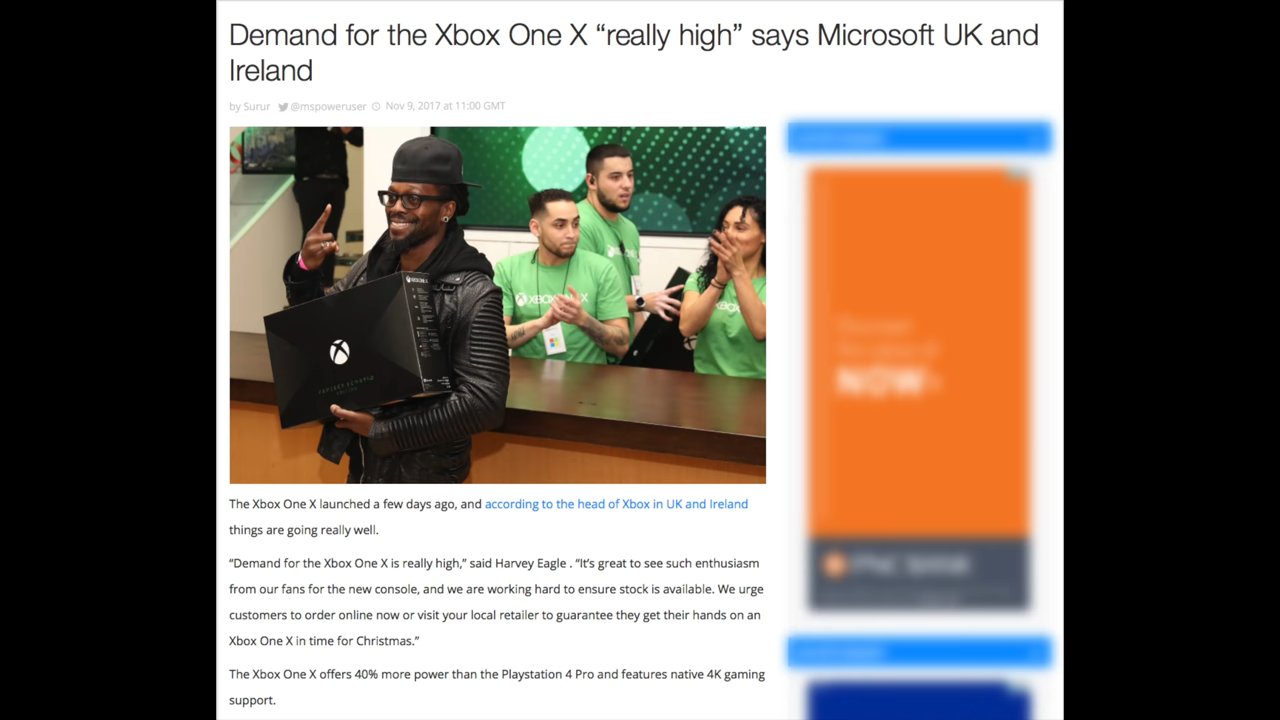 Demand for the Xbox One X “really high” says Microsoft UK and
Ireland
by Surur @mspoweruser Nov 9, 2017 at 11:00 GMT
XBOX ONE X
The Xbox One X launched a few days ago, and according to the head of Xbox in UK and Ireland
things are going really well.
“Demand for the Xbox One X is really high,” said Harvey Eagle . “It’s great to see such enthusiasm
from our fans for the new console, and we are working hard to ensure stock is available. We urge
customers to order online now or visit your local retailer to guarantee they get their hands on an
Xbox One X in time for Christmas.”
The Xbox One X offers 40% more power than the Playstation 4 Pro and features native 4K gaming
support.
NOW